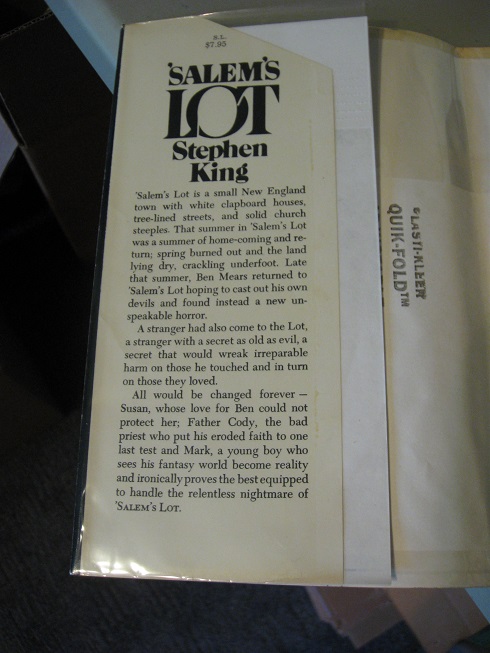 S.L.
$7.95
'SALEM'S
LOT
Stephen
King
'Salem's Lot is a small New England
town with white clapboard houses,
tree-lined streets, and solid church
steeples. That summer in 'Salem's Lot
was a summer of home-coming and re-
turn; spring burned out and the land
lying dry, crackling underfoot. Late
that summer, Ben Mears returned to
'Salem's Lot hoping to cast out his own
devils and found instead a new un-
speakable horror.
A stranger had also come to the Lot,
a stranger with a secret as old as evil, a
secret that would wreak irreparable
harm on those he touched and in turn
on those they loved.
All would be changed forever—
Susan, whose love for Ben could not
protect her; Father Cody, the bad
priest who put his eroded faith to one
last test and Mark, a young boy who
sees his fantasy world become reality
and ironically proves the best equipped
to handle the relentless nightmare of
'SALEM'S LOT.
PLASTI-KLEEN
QUIK-FOLD™